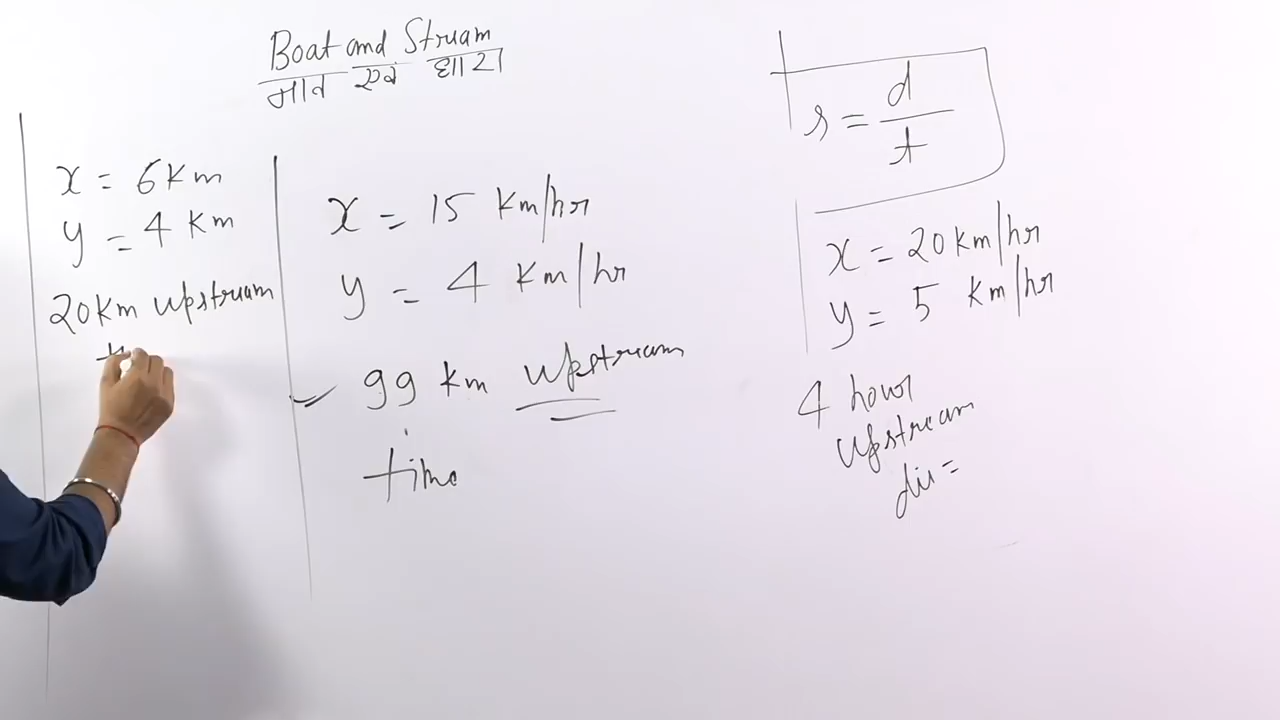 Boat and Stream
नाव एवं धारा
x = 6 Km
y = 4 Km
20Km upstream
x = 15 Km/hr
y = 4 Km/hr
99 km upstream
time
s = d/t
x = 20 Km/hr
y = 5 Km/hr
4 hour
upstream
dis =